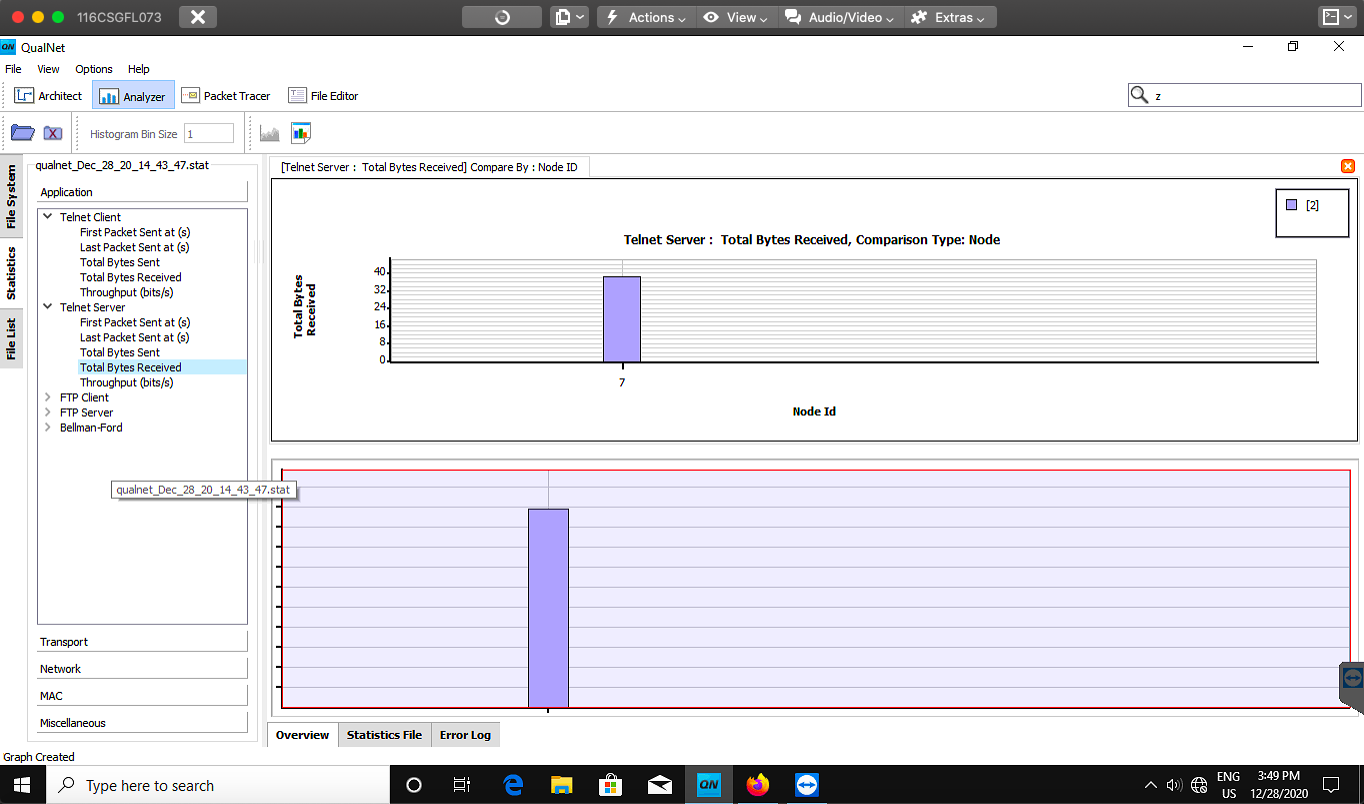 116CSGFL073
Actions
View
Audio/Video
Extras
QN QualNet
File View Options Help
Architect Analyzer Packet Tracer File Editor
z
Histogram Bin Size 1
File System
Statistics
File List
qualnet_Dec_28_20_14_43_47.stat
Application
Telnet Client
First Packet Sent at (s)
Last Packet Sent at (s)
Total Bytes Sent
Total Bytes Received
Throughput (bits/s)
Telnet Server
First Packet Sent at (s)
Last Packet Sent at (s)
Total Bytes Sent
Total Bytes Received
Throughput (bits/s)
FTP Client
FTP Server
Bellman-Ford
qualnet_Dec_28_20_14_43_47.stat
Transport
Network
MAC
Miscellaneous
[Telnet Server : Total Bytes Received] Compare By : Node ID
[2]
Telnet Server : Total Bytes Received, Comparison Type: Node
Total Bytes
Received
40
32
24
16
8
0
7
Node Id
Overview Statistics File Error Log
Graph Created
Type here to search
QN
ENG
US
3:49 PM
12/28/2020